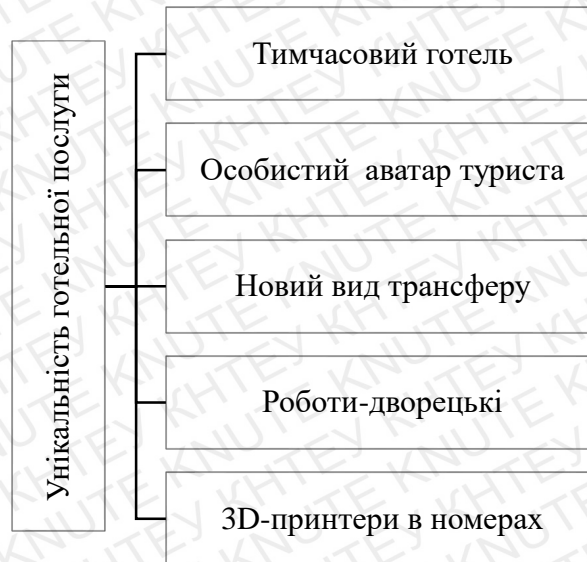 Унікальність готельної послуги
Тимчасовий готель
Особистий аватар туриста
Новий вид трансферу
Роботи-дворецькі
3D-принтери в номерах